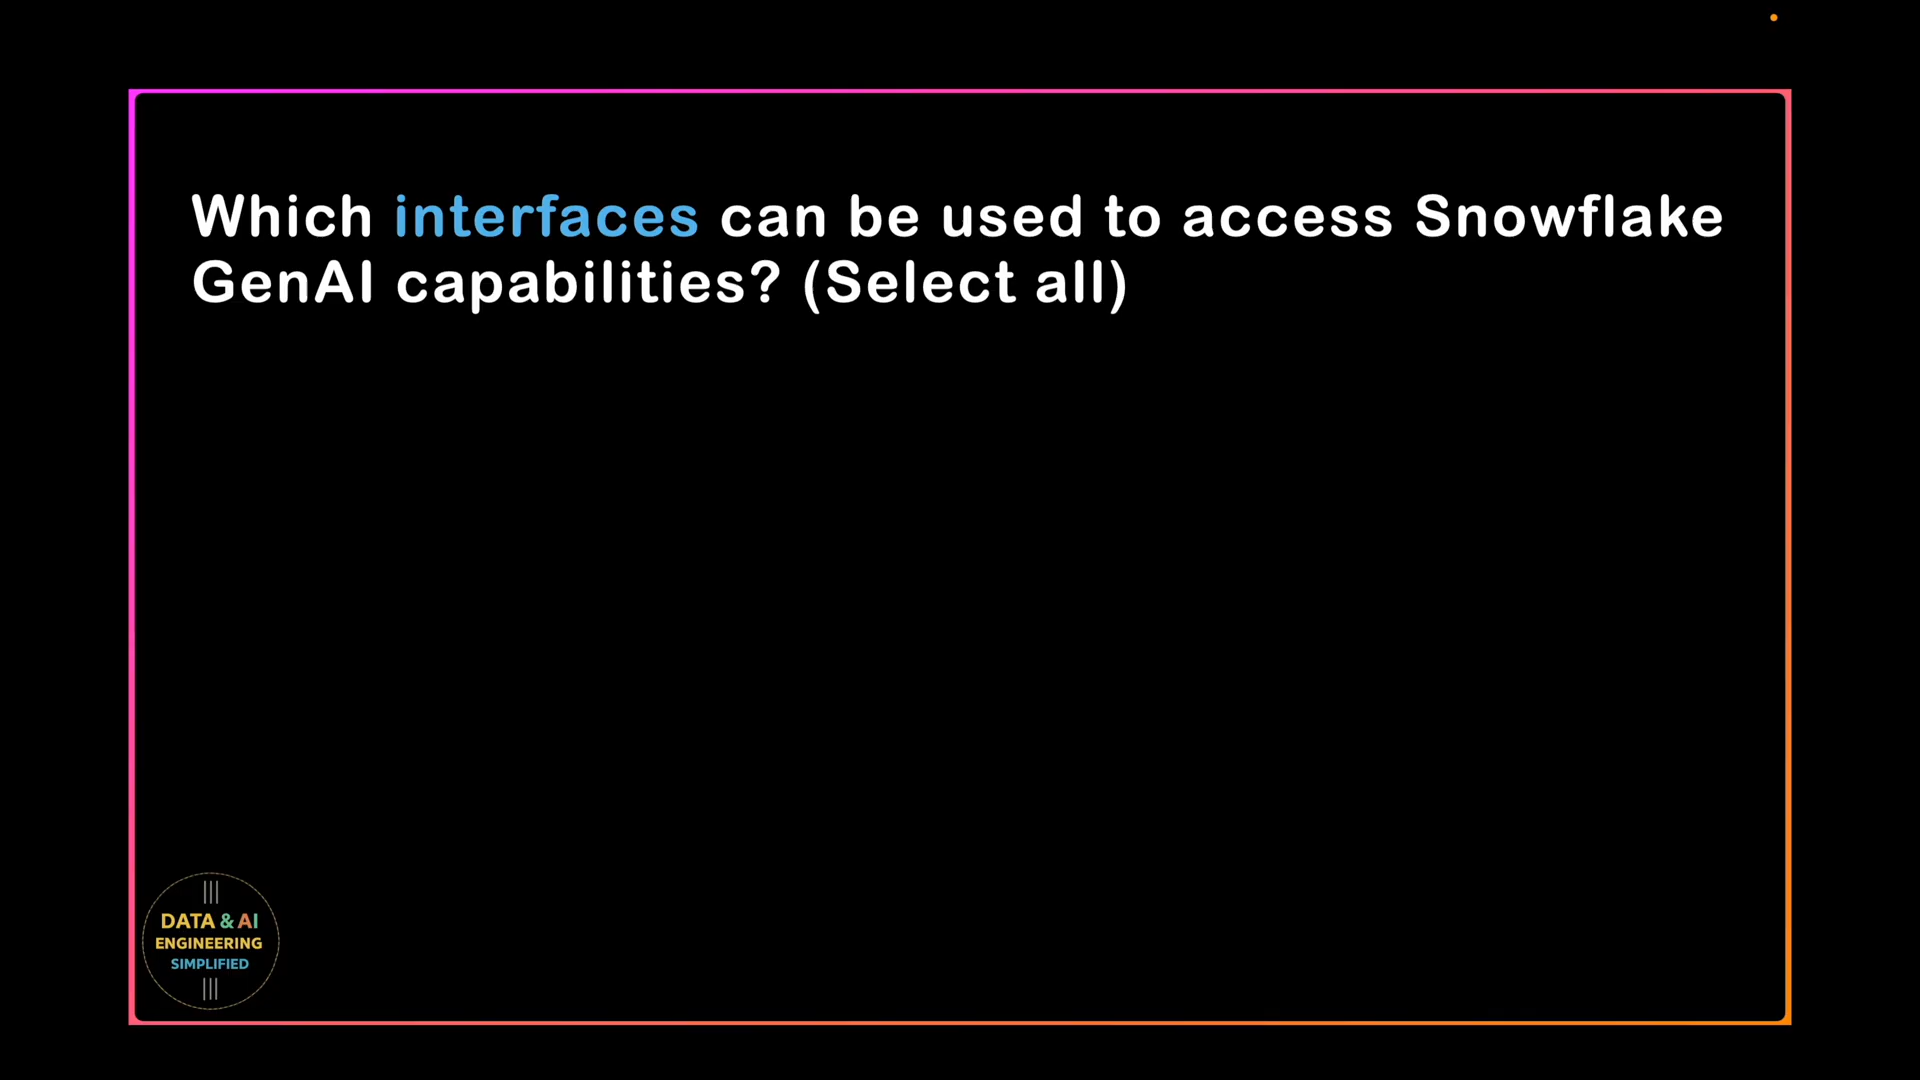 Which interfaces can be used to access Snowflake
GenAI capabilities? (Select all)
DATA & AI
ENGINEERING
SIMPLIFIED